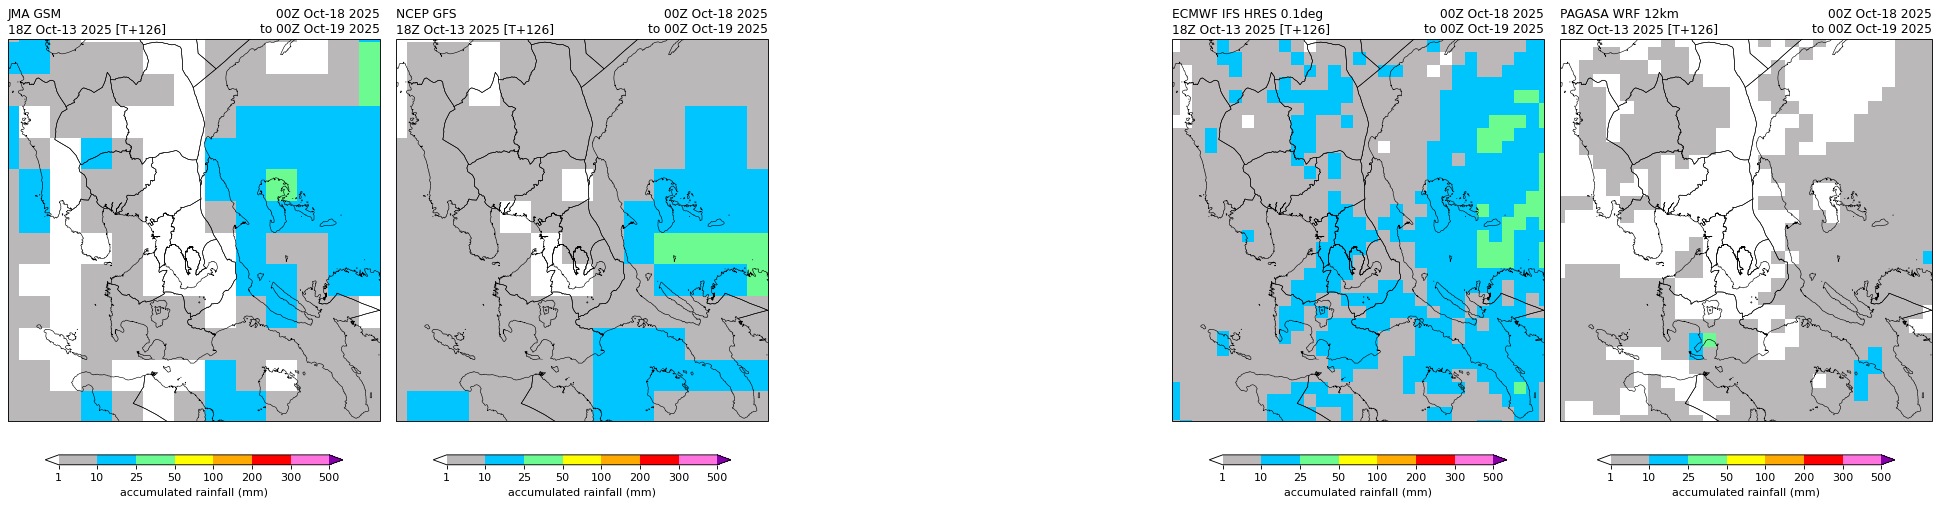 JMA GSM 00Z Oct-18 2025
18Z Oct-13 2025 [T+126] to 00Z Oct-19 2025
1 10 25 50 100 200 300 500
accumulated rainfall (mm)
NCEP GFS 00Z Oct-18 2025
18Z Oct-13 2025 [T+126] to 00Z Oct-19 2025
1 10 25 50 100 200 300 500
accumulated rainfall (mm)
ECMWF IFS HRES 0.1deg 00Z Oct-18 2025
18Z Oct-13 2025 [T+126] to 00Z Oct-19 2025
1 10 25 50 100 200 300 500
accumulated rainfall (mm)
PAGASA WRF 12km 00Z Oct-18 2025
18Z Oct-13 2025 [T+126] to 00Z Oct-19 2025
1 10 25 50 100 200 300 500
accumulated rainfall (mm)